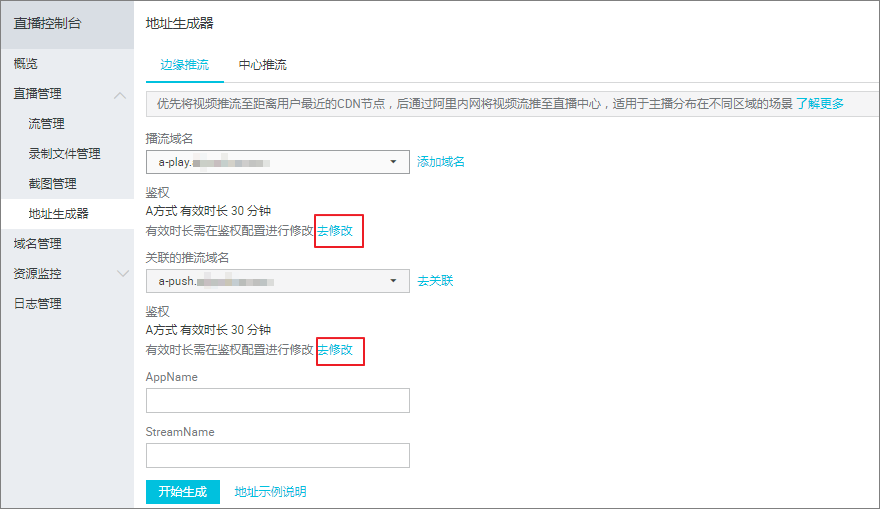 直播控制台
概览
直播管理
流管理
录制文件管理
截图管理
地址生成器
域名管理
资源监控
日志管理
地址生成器
边缘推流 中心推流
优先将视频推流至距离用户最近的CDN节点，后通过阿里内网将视频流推至直播中心，适用于主播分布在不同区域的场景 了解更多
播流域名
a-play. 添加域名
鉴权
A方式 有效时长 30 分钟
有效时长需在鉴权配置进行修改 去修改
关联的推流域名
a-push. 去关联
鉴权
A方式 有效时长 30 分钟
有效时长需在鉴权配置进行修改 去修改
AppName
StreamName
开始生成 地址示例说明